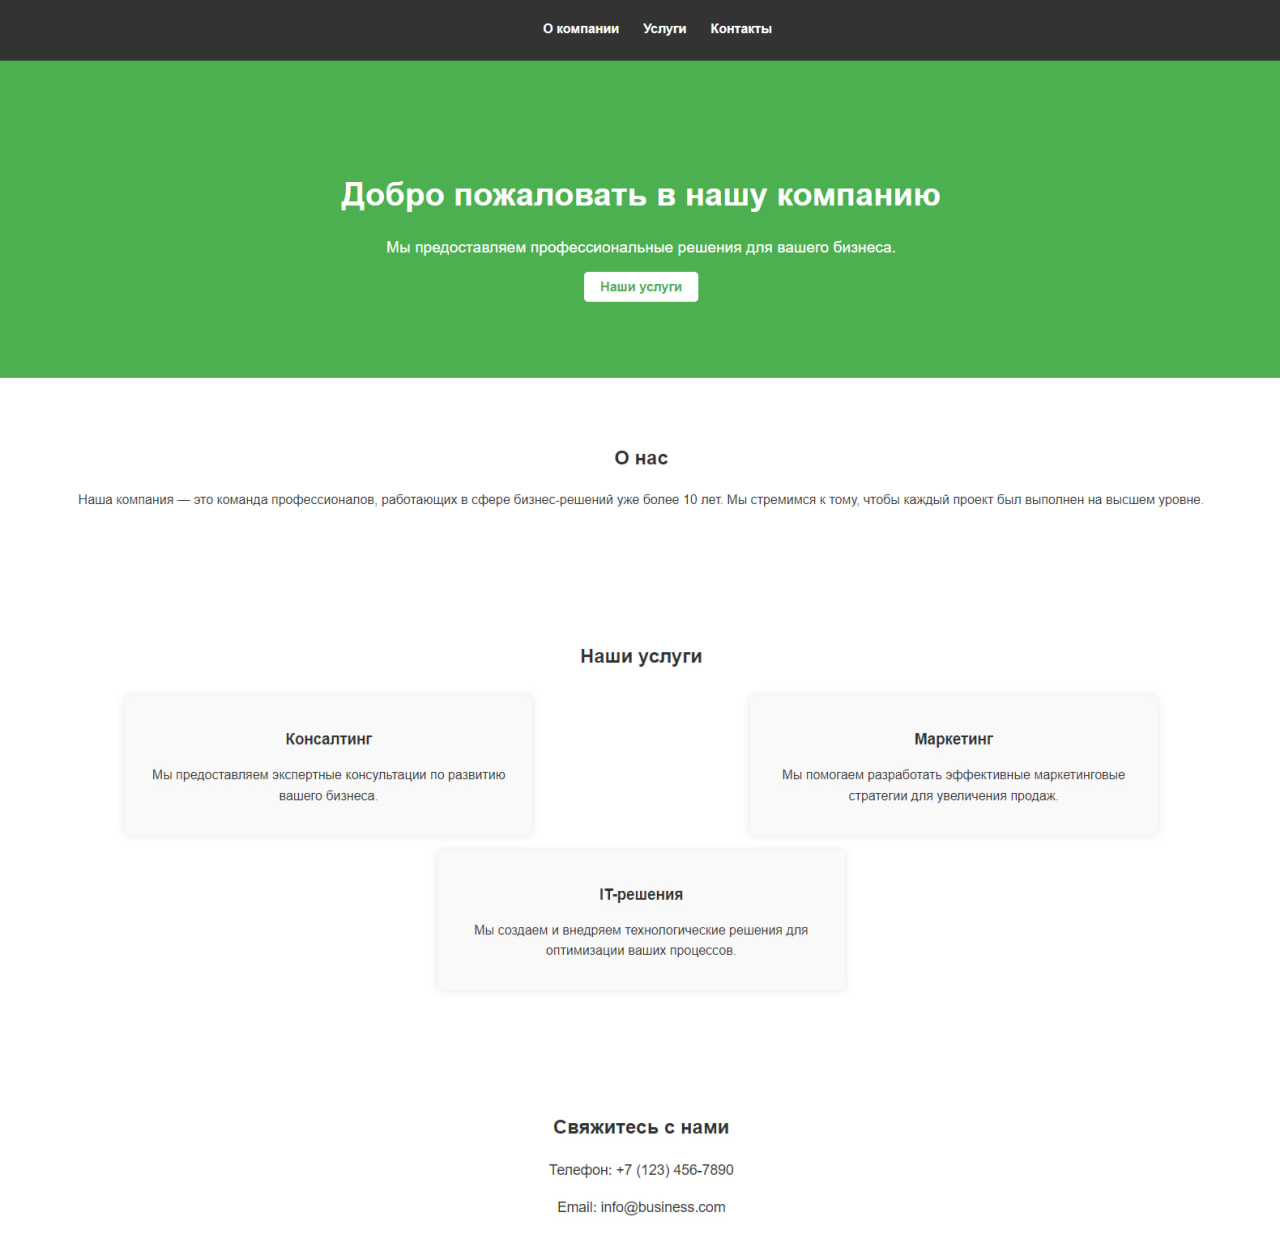 О компании Услуги Контакты
Добро пожаловать в нашу компанию
Мы предоставляем профессиональные решения для вашего бизнеса.
Наши услуги
О нас
Наша компания — это команда профессионалов, работающих в сфере бизнес-решений уже более 10 лет. Мы стремимся к тому, чтобы каждый проект был выполнен на высшем уровне.
Наши услуги
Консалтинг
Мы предоставляем экспертные консультации по развитию
вашего бизнеса.
Маркетинг
Мы помогаем разработать эффективные маркетинговые
стратегии для увеличения продаж.
IT-решения
Мы создаем и внедряем технологические решения для
оптимизации ваших процессов.
Свяжитесь с нами
Телефон: +7 (123) 456-7890
Email: info@business.com